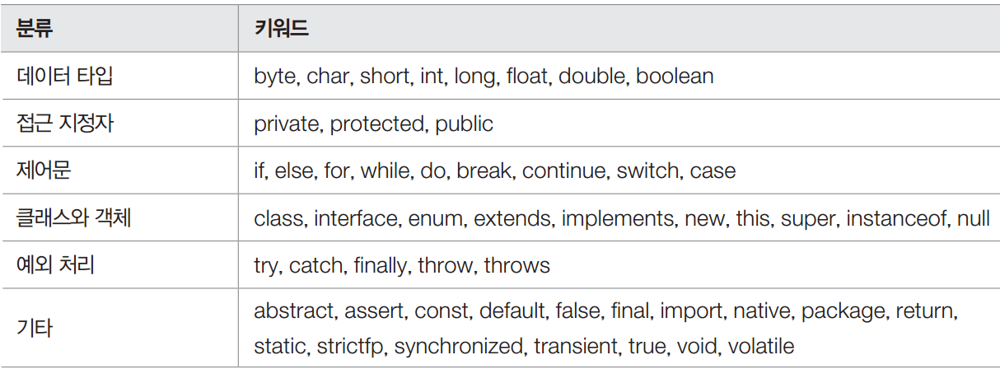 분류 키워드
데이터 타입 byte, char, short, int, long, float, double, boolean
접근 지정자 private, protected, public
제어문 if, else, for, while, do, break, continue, switch, case
클래스와 객체 class, interface, enum, extends, implements, new, this, super, instanceof, null
예외 처리 try, catch, finally, throw, throws
기타 abstract, assert, const, default, false, final, import, native, package, return,
static, strictfp, synchronized, transient, true, void, volatile